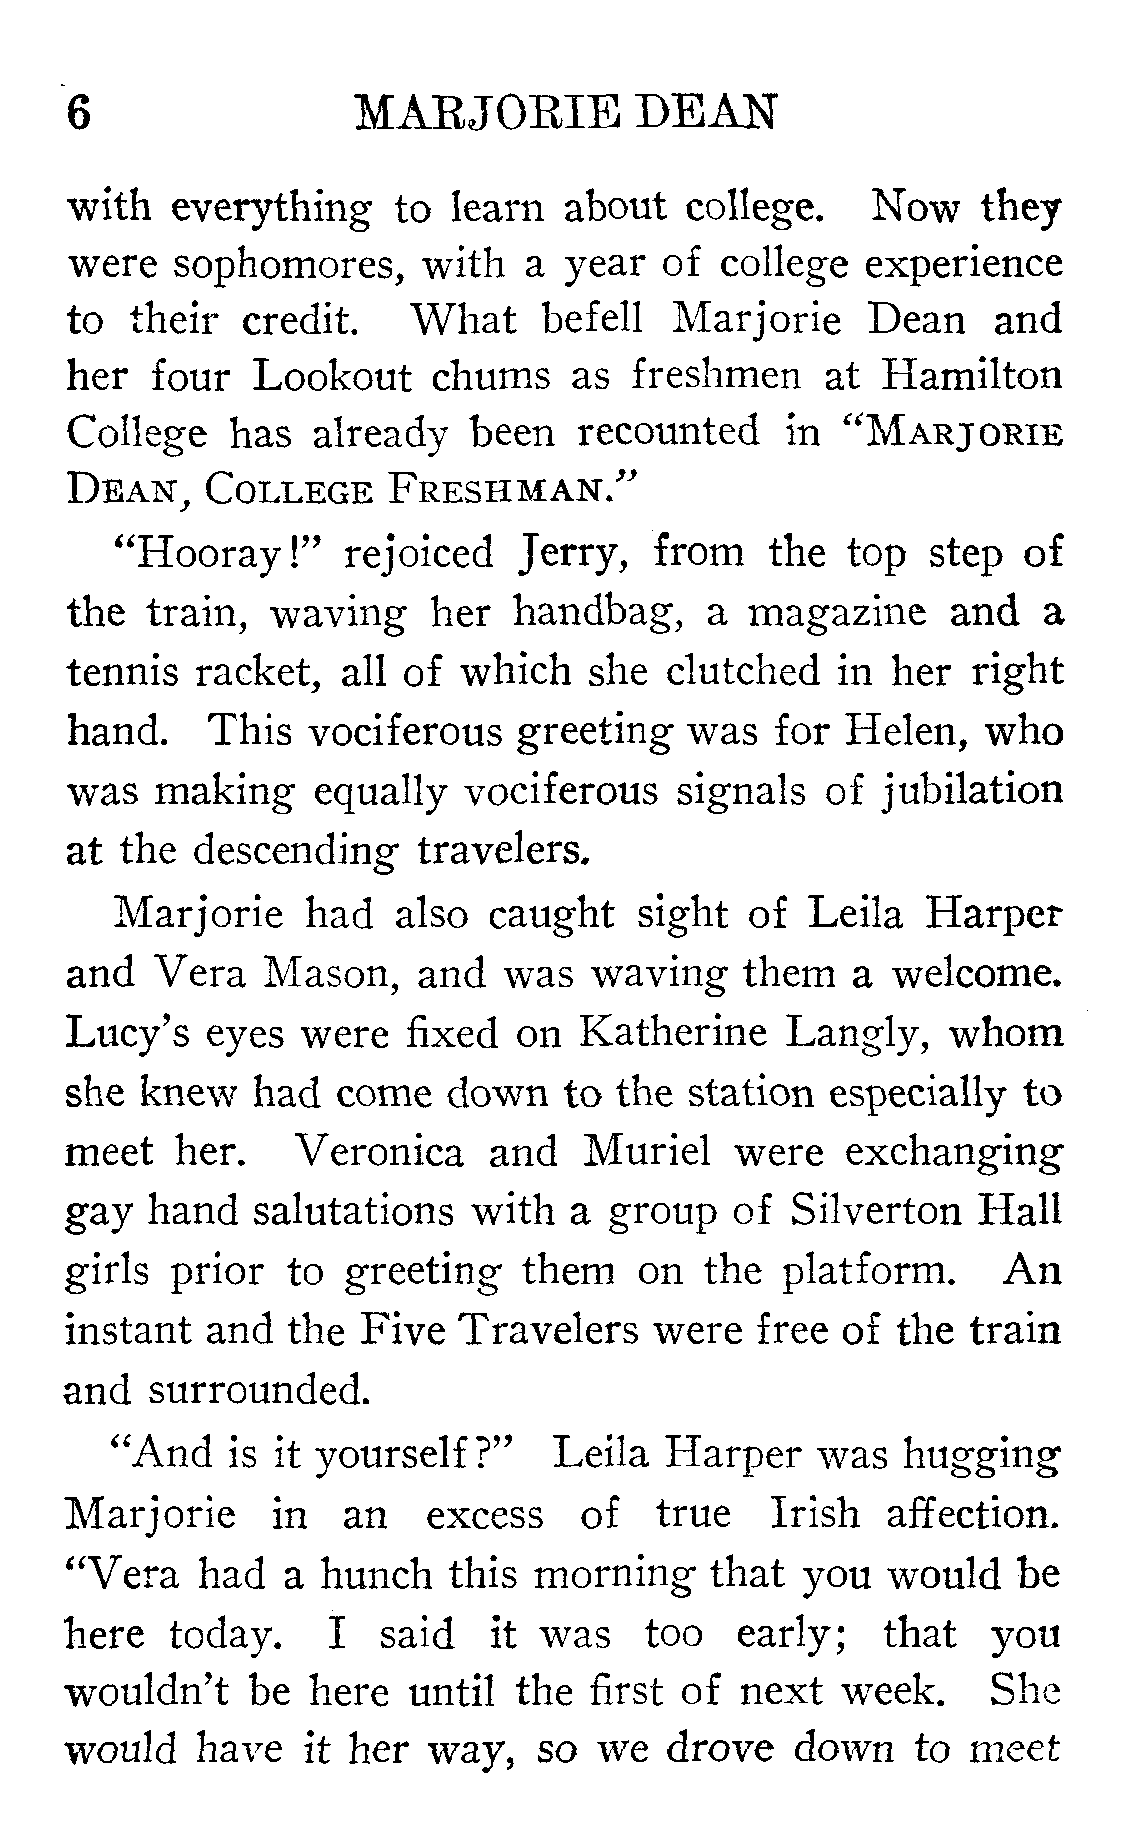 6 MARJORIE DEAN
with everything to learn about college. Now they
were sophomores, with a year of college experience
to their credit. What befell Marjorie Dean and
her four Lookout chums as freshmen at Hamilton
College has already been recounted in “MARJORIE
DEAN, COLLEGE FRESHMAN.”
“Hooray!” rejoiced Jerry, from the top step of
the train, waving her handbag, a magazine and a
tennis racket, all of which she clutched in her right
hand. This vociferous greeting was for Helen, who
was making equally vociferous signals of jubilation
at the descending travelers.
Marjorie had also caught sight of Leila Harper
and Vera Mason, and was waving them a welcome.
Lucy’s eyes were fixed on Katherine Langly, whom
she knew had come down to the station especially to
meet her. Veronica and Muriel were exchanging
gay hand salutations with a group of Silverton Hall
girls prior to greeting them on the platform. An
instant and the Five Travelers were free of the train
and surrounded.
“And is it yourself?” Leila Harper was hugging
Marjorie in an excess of true Irish affection.
“Vera had a hunch this morning that you would be
here today. I said it was too early; that you
wouldn’t be here until the first of next week. She
would have it her way, so we drove down to meet